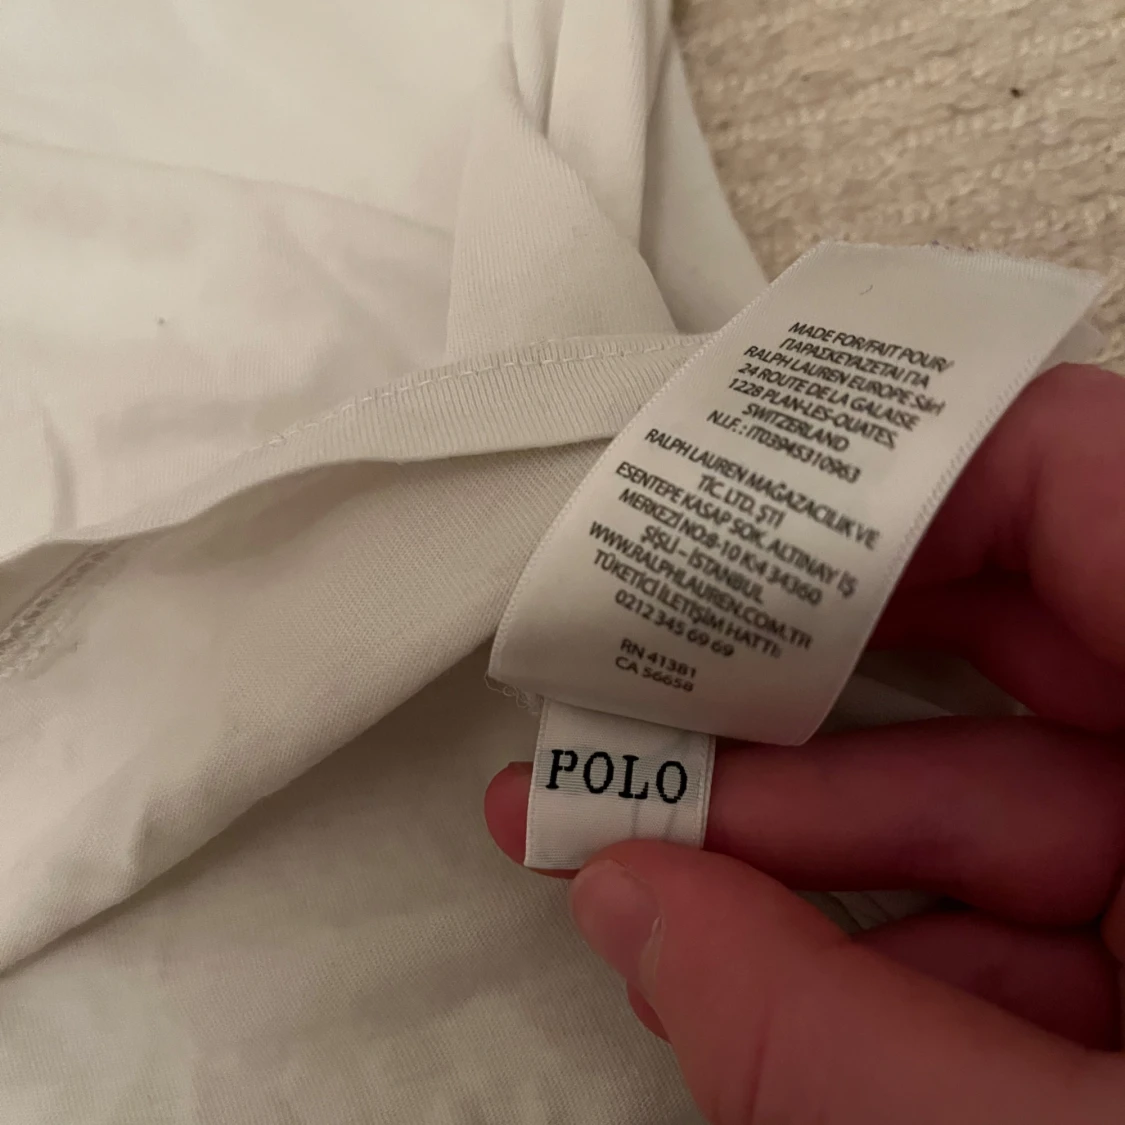 MADE FOR/FAIT POUR/
ΠΑΡΑΣΚΕΥΑΖΕΤΑΙ ΓΙΑ
RALPH LAUREN EUROPE Sàrl
24 ROUTE DE LA GALAISE
1228 PLAN-LES-OUATES,
SWITZERLAND
N.I.F. : IT03945310963
RALPH LAUREN MAĞAZACILIK VE
TİC LTD. ŞTİ
ESENTEPE KASAP SOK. ALTINAY İŞ
MERKEZİ NO:8-10 K:4 34360
ŞİSLİ – İSTANBUL
WWW.RALPHLAUREN.COM.TR
TÜKETİCİ İLETİŞİM HATTI:
0212 345 69 69
RN 41381
CA 56658
POLO